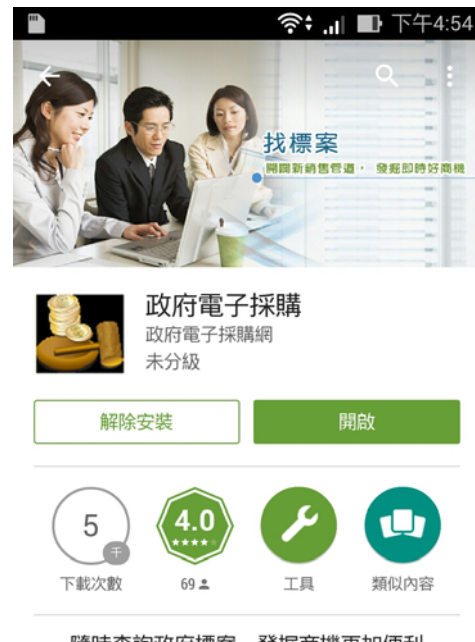 下午4:54
找標案
開闢新銷售管道， 發掘即時好商機
政府電子採購
政府電子採購網
未分級
解除安裝
開啟
5
千
4.0
下載次數
69
工具
類似內容
隨時查詢政府標案，發掘商機更加便利